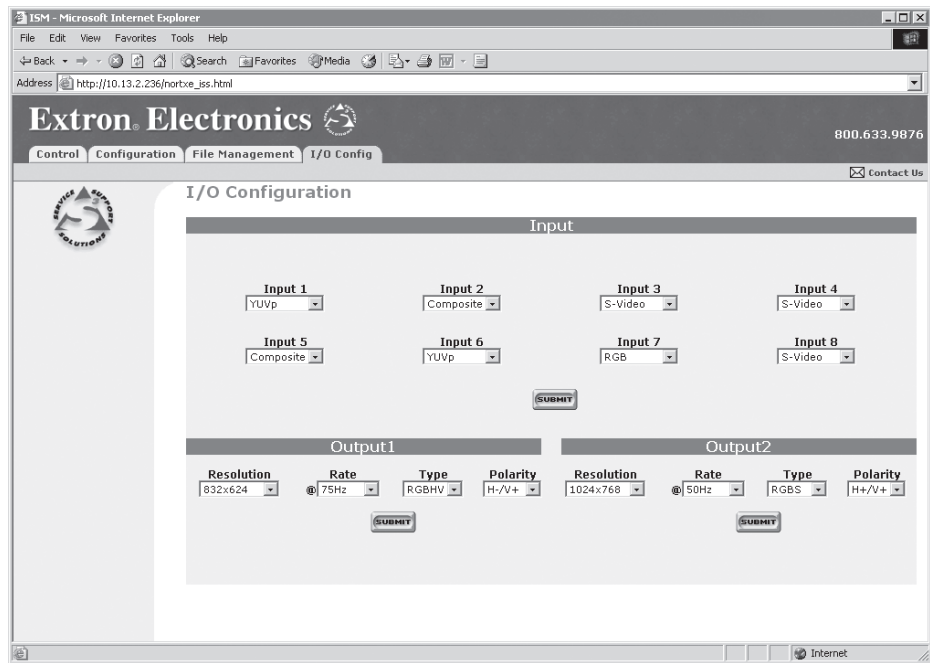 ISM - Microsoft Internet Explorer
File Edit View Favorites Tools Help
Back Search Favorites Media
Address http://10.13.2.236/nortxe_iss.html
Extron Electronics
800.633.9876
Control Configuration File Management I/O Config
Contact Us
SERVICE SUPPORT SOLUTIONS
S3
I/O Configuration
Input
Input 1 Input 2 Input 3 Input 4
YUVp Composite S-Video S-Video
Input 5 Input 6 Input 7 Input 8
Composite YUVp RGB S-Video
SUBMIT
Output1 Output2
Resolution Rate Type Polarity Resolution Rate Type Polarity
832x624 @ 75Hz RGBHV H-/V+ 1024x768 @ 50Hz RGBS H+/V+
SUBMIT SUBMIT
Internet